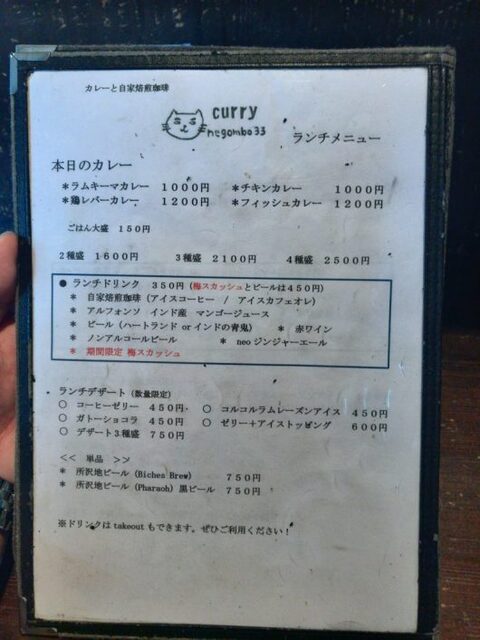 カレーと自家焙煎珈琲
curry
negombo33
ランチメニュー
本日のカレー
＊ラムキーマカレー 1000円 ＊チキンカレー 1000円
＊鶏レバーカレー 1200円 ＊フィッシュカレー 1200円
ごはん大盛 150円
2種盛 1600円 3種盛 2100円 4種盛 2500円
● ランチドリンク 350円 (梅スカッシュとビールは450円)
＊ 自家焙煎珈琲 (アイスコーヒー / アイスカフェオレ)
＊ アルフォンソ インド産 マンゴージュース
＊ ビール (ハートランド or インドの青鬼) ＊ 赤ワイン
＊ ノンアルコールビール ＊ neo ジンジャーエール
＊ 期間限定 梅スカッシュ
ランチデザート (数量限定)
○ コーヒーゼリー 450円 ○ コルコルラムレーズンアイス 450円
○ ガトーショコラ 450円 ○ ゼリー＋アイストッピング 600円
○ デザート3種盛 750円
<< 単品 >>
＊ 所沢地ビール (Biches Brew) 750円
＊ 所沢地ビール (Pharaoh) 黒ビール 750円
※ドリンクは takeout もできます。ぜひご利用ください！